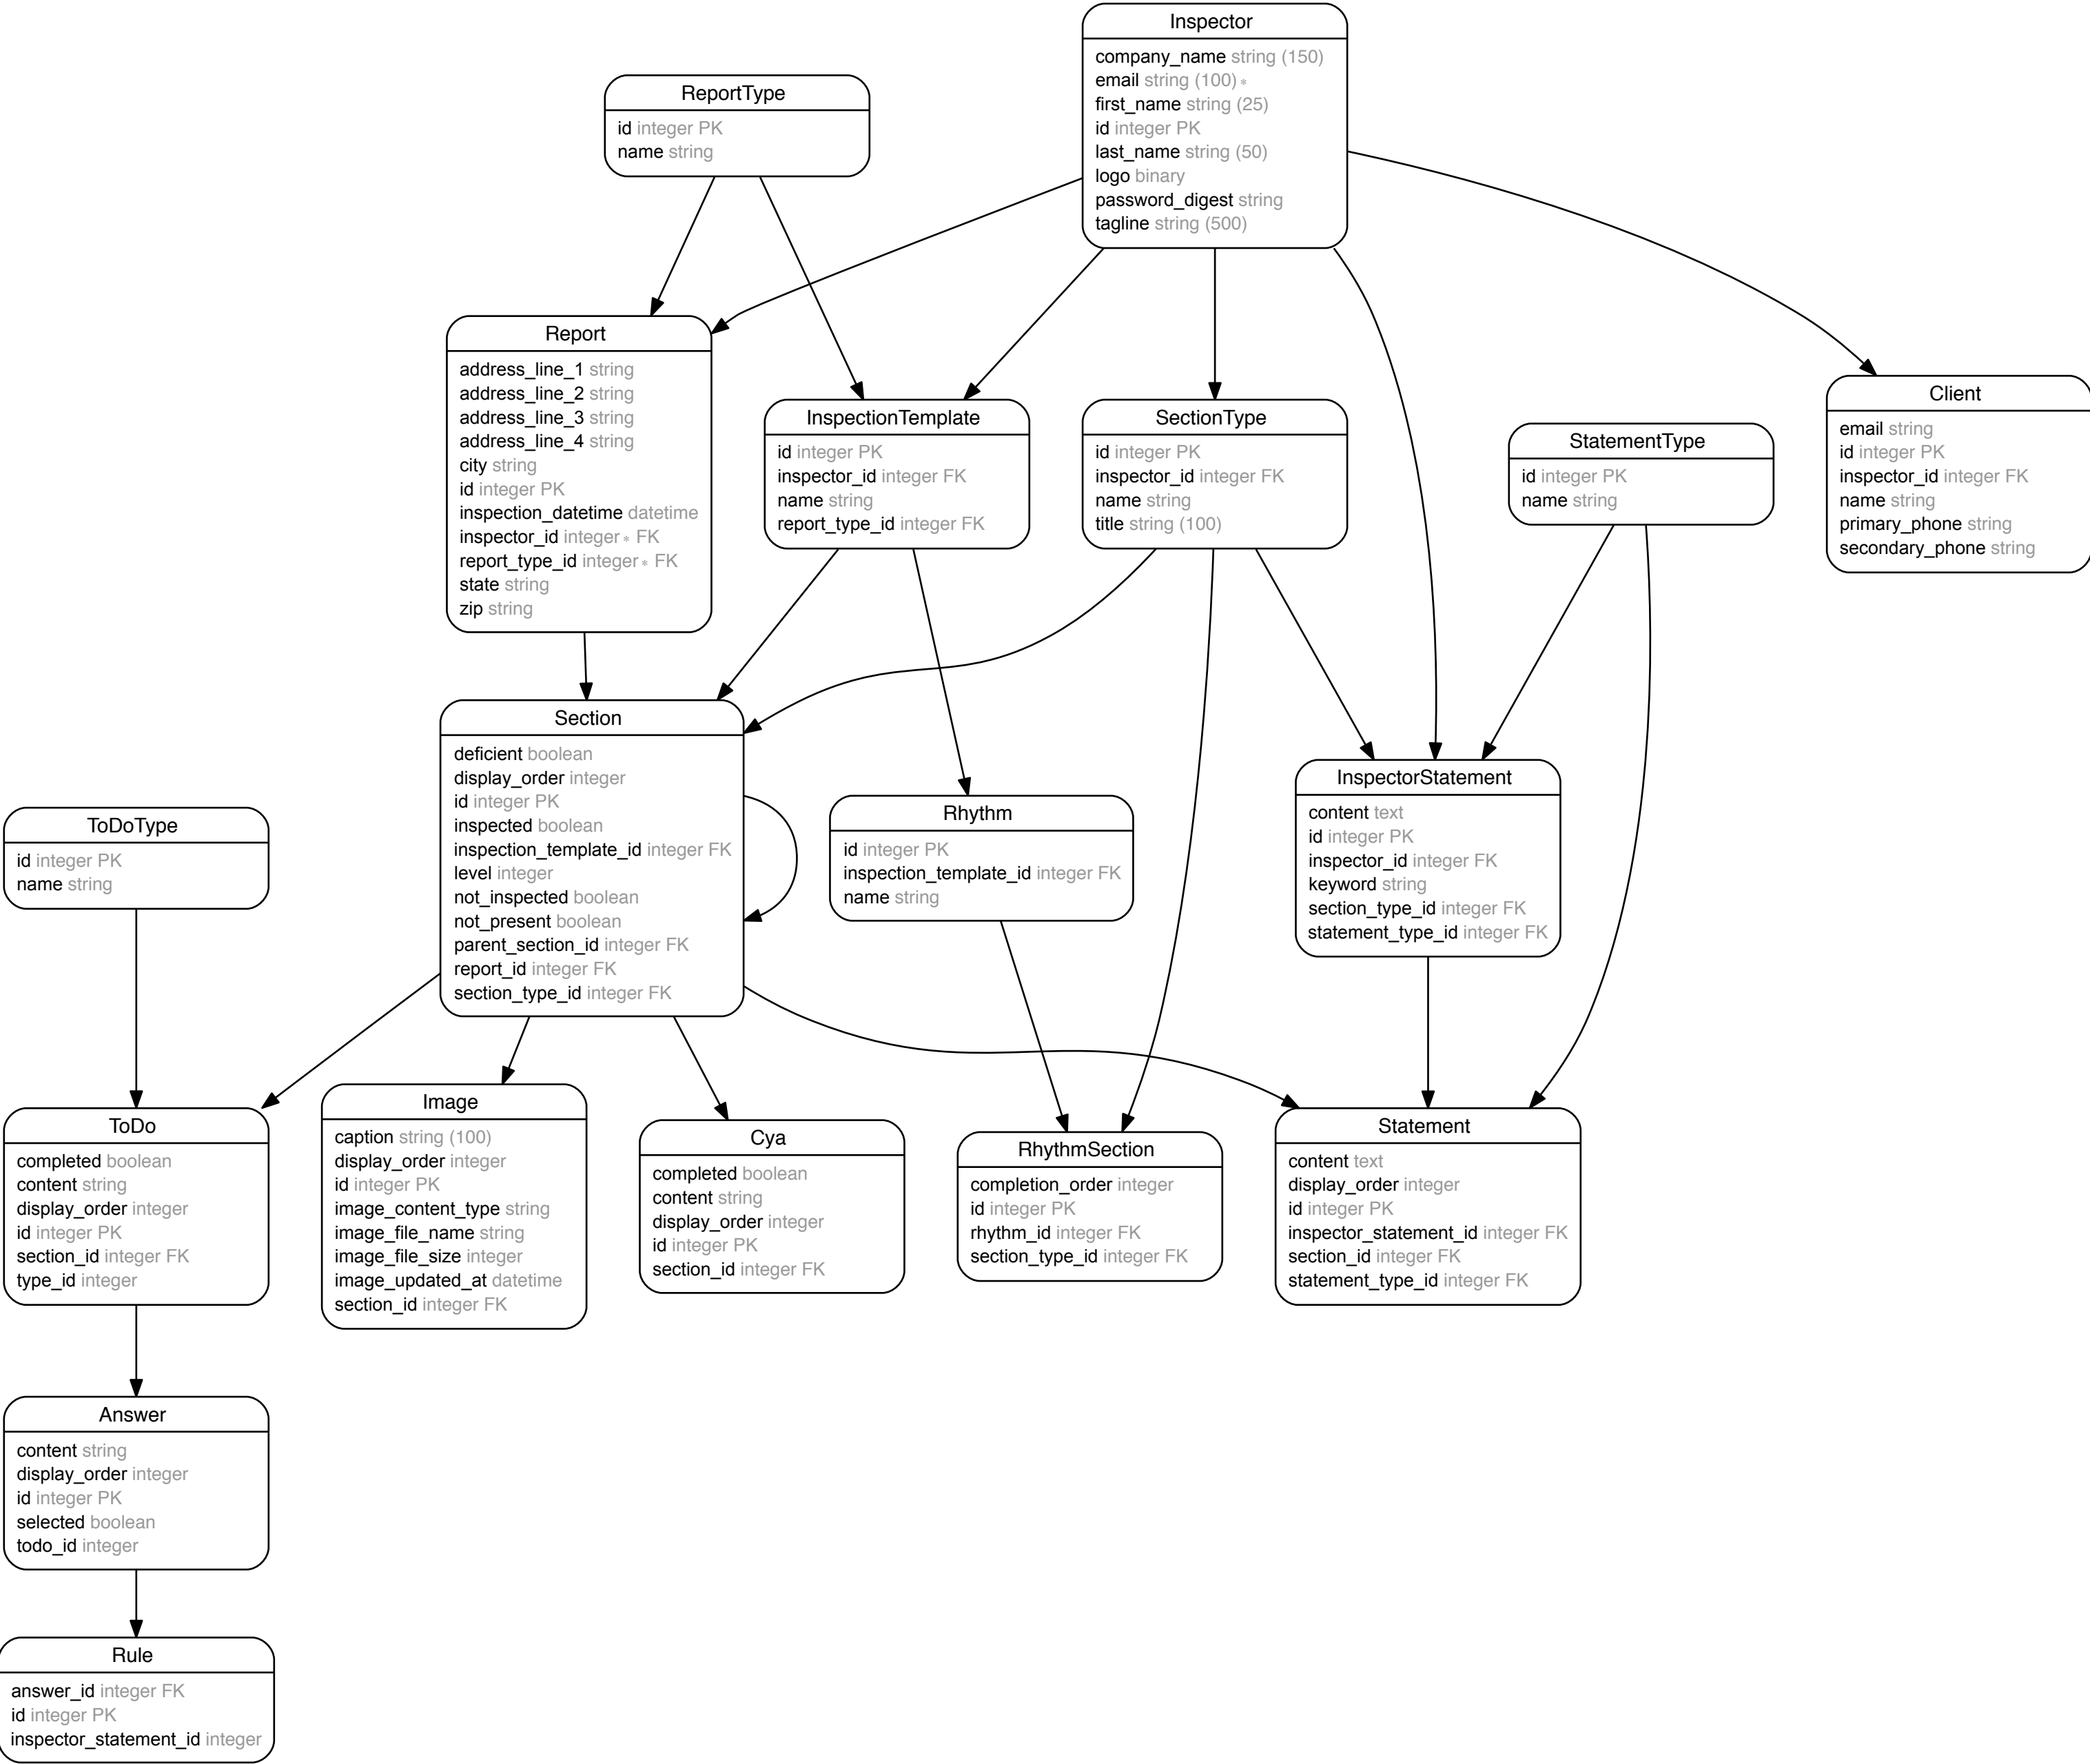 Inspector
company_name string (150)
email string (100) *
first_name string (25)
id integer PK
last_name string (50)
logo binary
password_digest string
tagline string (500)
ReportType
id integer PK
name string
Report
address_line_1 string
address_line_2 string
address_line_3 string
address_line_4 string
city string
id integer PK
inspection_datetime datetime
inspector_id integer * FK
report_type_id integer * FK
state string
zip string
InspectionTemplate
id integer PK
inspector_id integer FK
name string
report_type_id integer FK
SectionType
id integer PK
inspector_id integer FK
name string
title string (100)
StatementType
id integer PK
name string
Client
email string
id integer PK
inspector_id integer FK
name string
primary_phone string
secondary_phone string
Section
deficient boolean
display_order integer
id integer PK
inspected boolean
inspection_template_id integer FK
level integer
not_inspected boolean
not_present boolean
parent_section_id integer FK
report_id integer FK
section_type_id integer FK
Rhythm
id integer PK
inspection_template_id integer FK
name string
InspectorStatement
content text
id integer PK
inspector_id integer FK
keyword string
section_type_id integer FK
statement_type_id integer FK
ToDoType
id integer PK
name string
ToDo
completed boolean
content string
display_order integer
id integer PK
section_id integer FK
type_id integer
Image
caption string (100)
display_order integer
id integer PK
image_content_type string
image_file_name string
image_file_size integer
image_updated_at datetime
section_id integer FK
Cya
completed boolean
content string
display_order integer
id integer PK
section_id integer FK
RhythmSection
completion_order integer
id integer PK
rhythm_id integer FK
section_type_id integer FK
Statement
content text
display_order integer
id integer PK
inspector_statement_id integer FK
section_id integer FK
statement_type_id integer FK
Answer
content string
display_order integer
id integer PK
selected boolean
todo_id integer
Rule
answer_id integer FK
id integer PK
inspector_statement_id integer